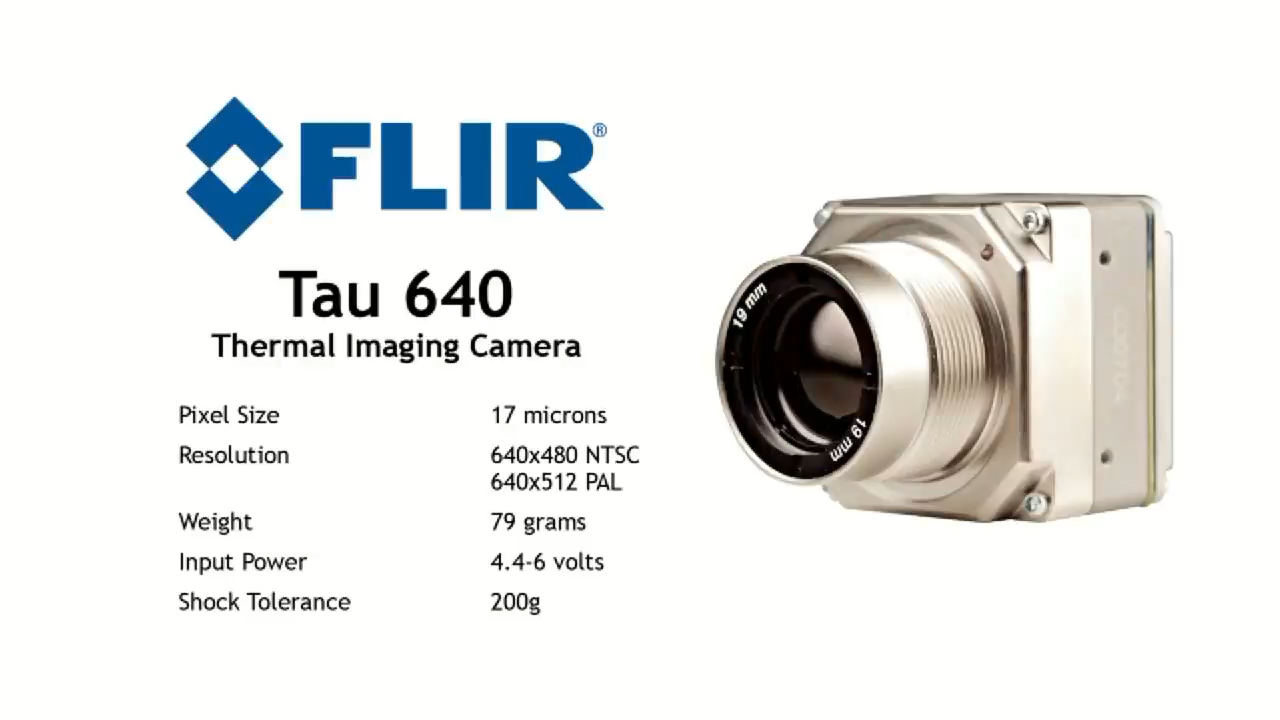 FLIR®
Tau 640
Thermal Imaging Camera
Pixel Size 17 microns
Resolution 640x480 NTSC
640x512 PAL
Weight 79 grams
Input Power 4.4-6 volts
Shock Tolerance 200g
19 mm
19 mm